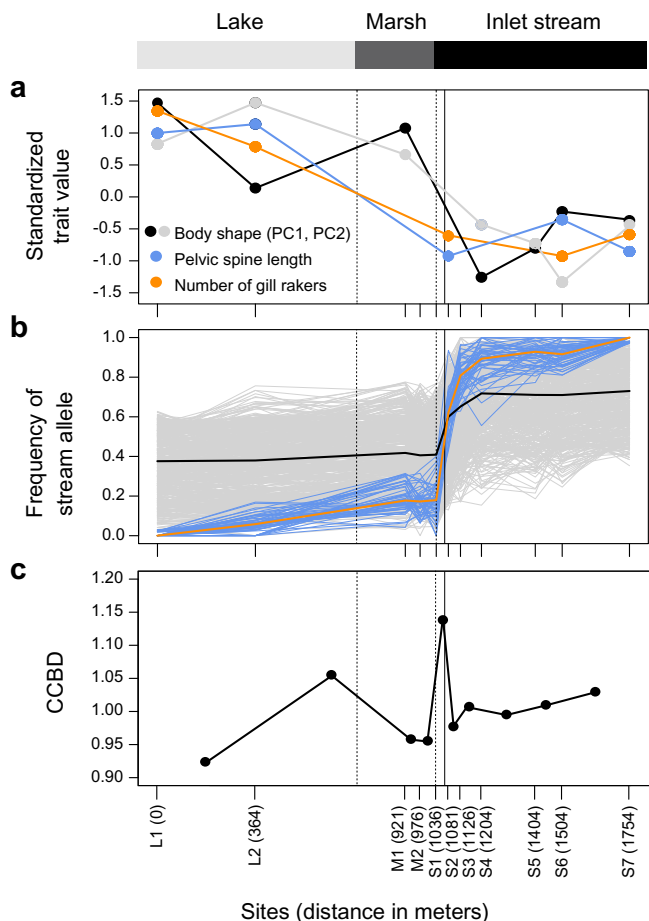 Lake Marsh Inlet stream
a
Standardized
trait value
1.5
1.0
0.5
0.0
-0.5
-1.0
-1.5
Body shape (PC1, PC2)
Pelvic spine length
Number of gill rakers
b
Frequency of
stream allele
1.0
0.8
0.6
0.4
0.2
0.0
c
CCBD
1.20
1.15
1.10
1.05
1.00
0.95
0.90
L1 (0)
L2 (364)
M1 (921)
M2 (976)
S1 (1036)
S2 (1081)
S3 (1126)
S4 (1204)
S5 (1404)
S6 (1504)
S7 (1754)
Sites (distance in meters)